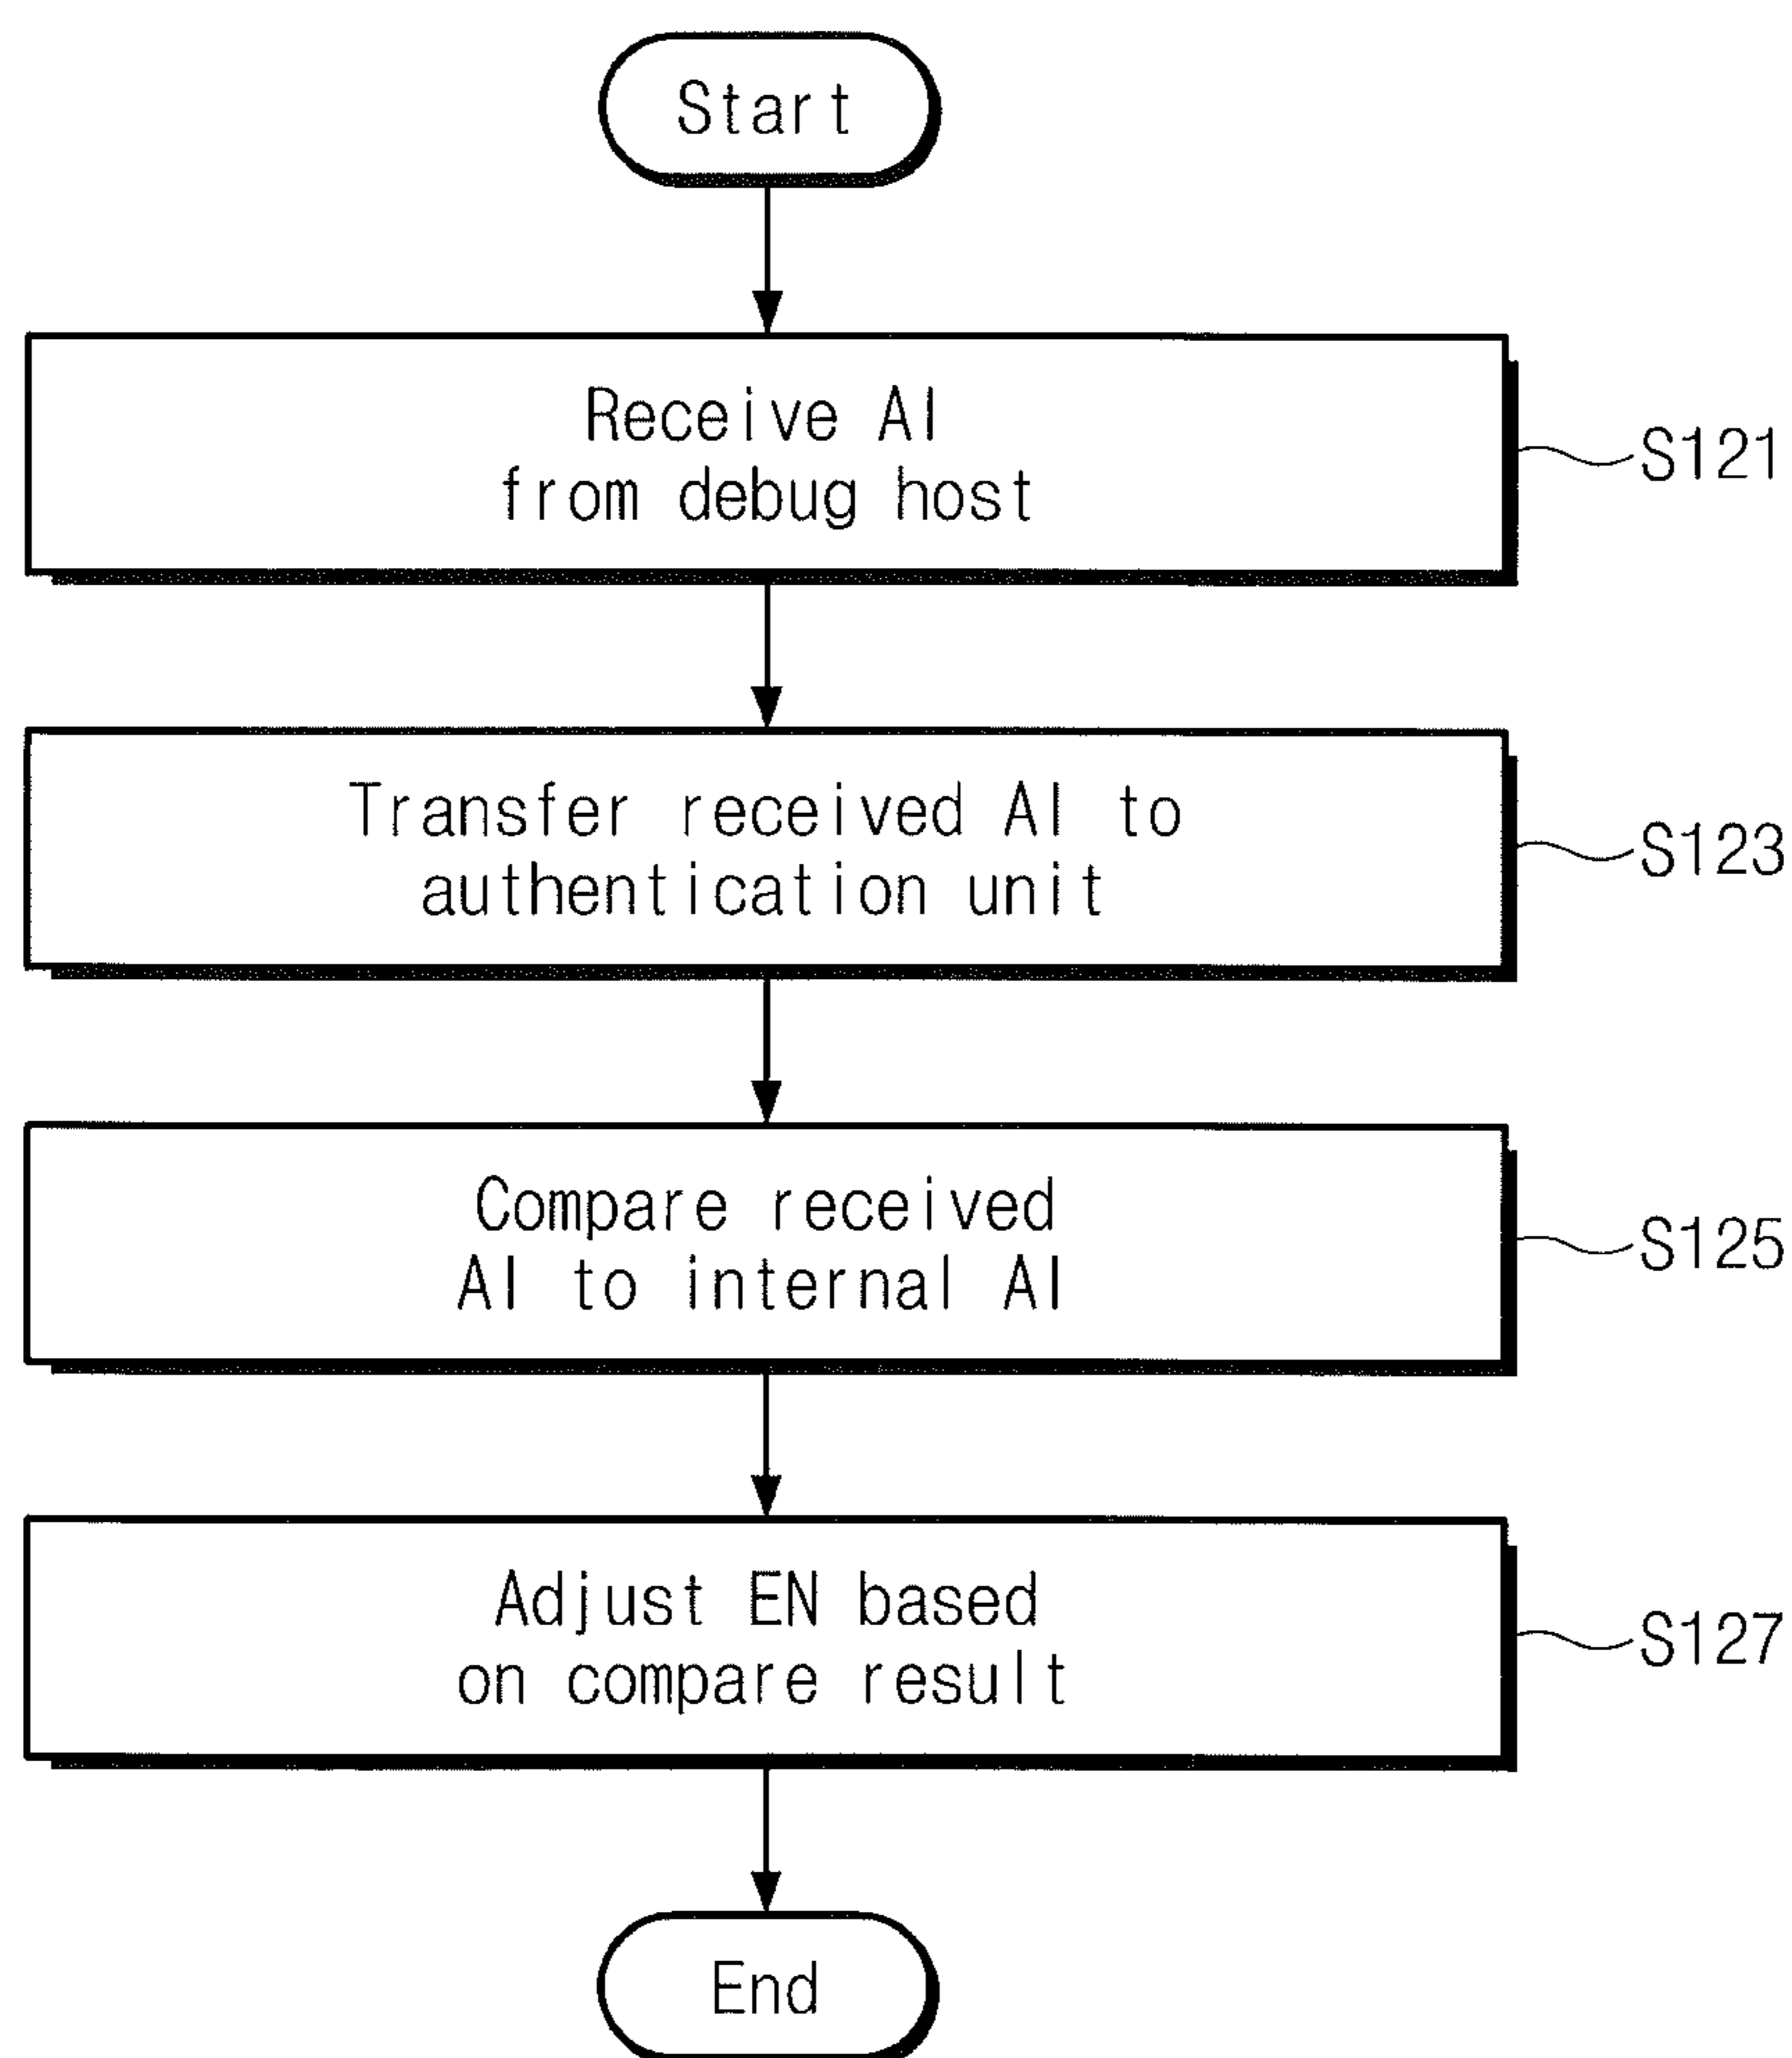 Start
Receive AI
from debug host
S121
Transfer received AI to
authentication unit
S123
Compare received
AI to internal AI
S125
Adjust EN based
on compare result
S127
End